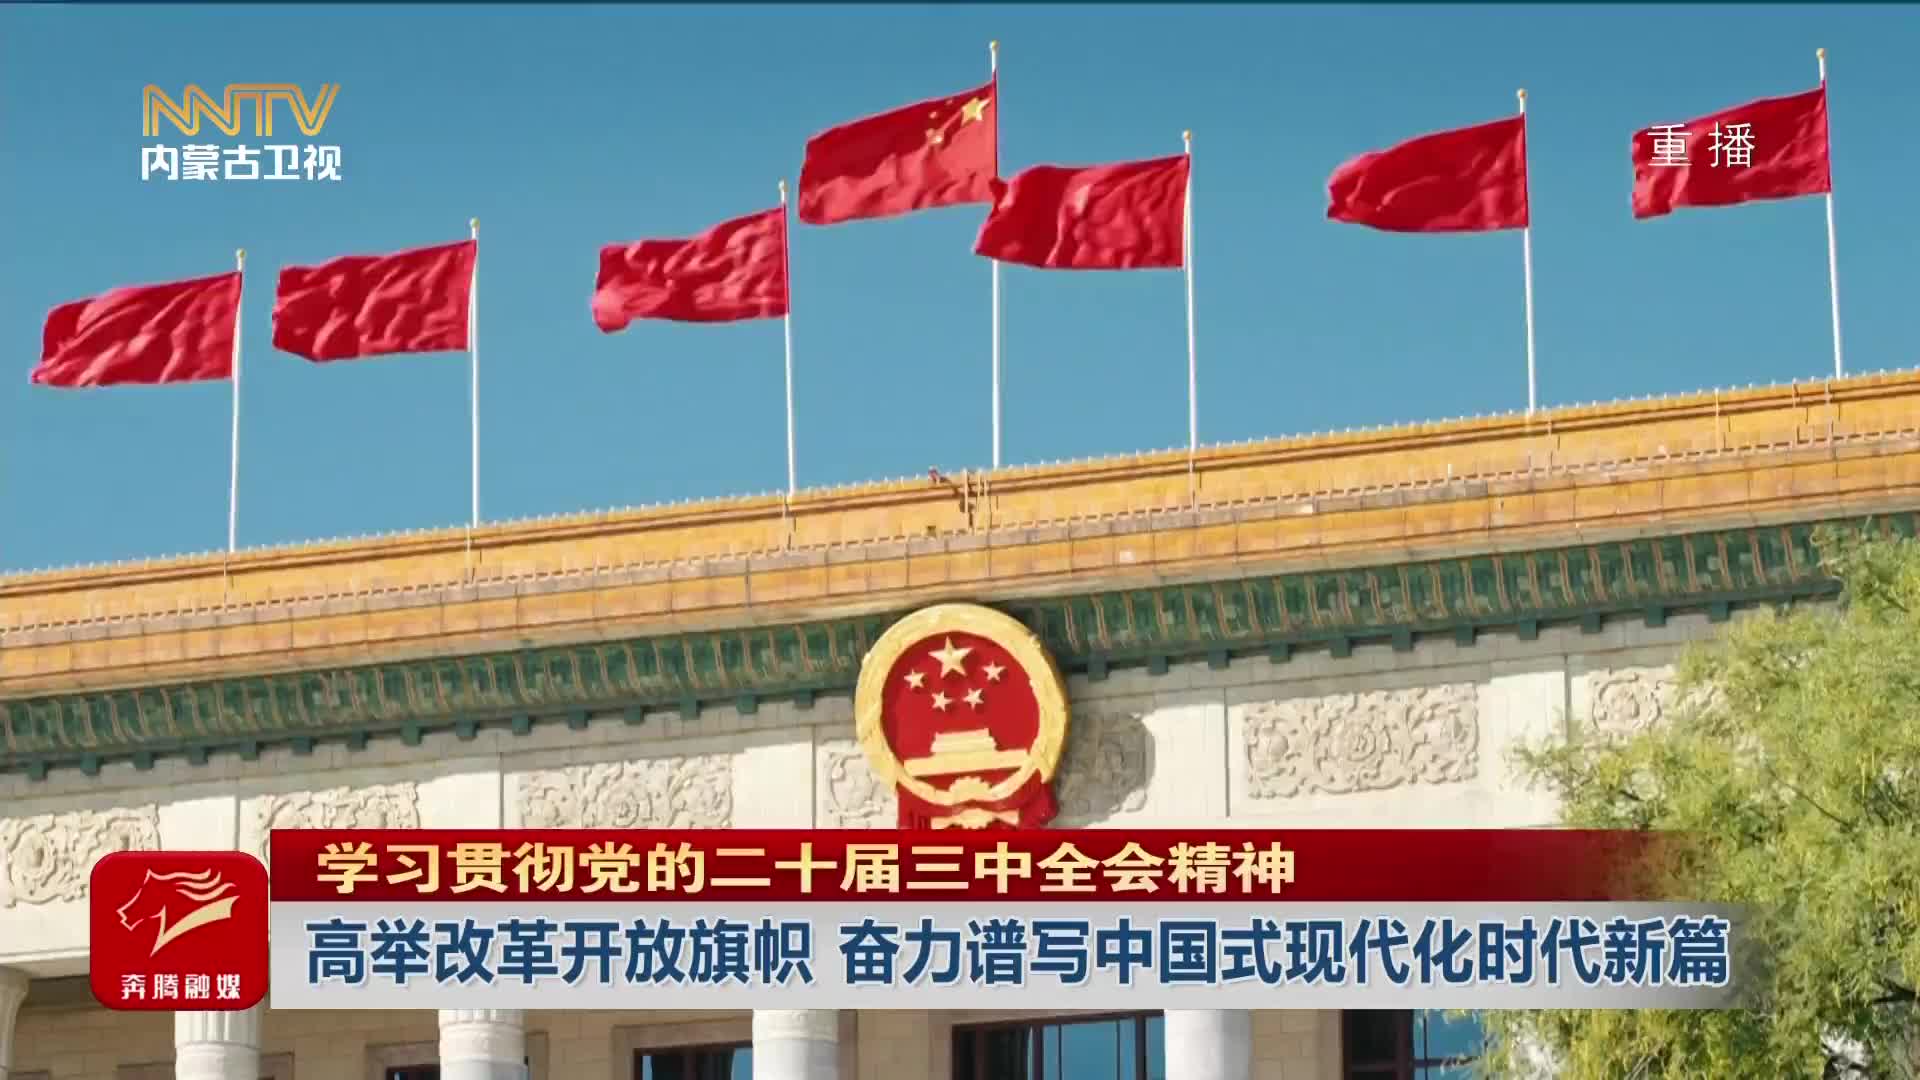 NNTV
内蒙古卫视
重播
学习贯彻党的二十届三中全会精神
高举改革开放旗帜 奋力谱写中国式现代化时代新篇
奔腾融媒